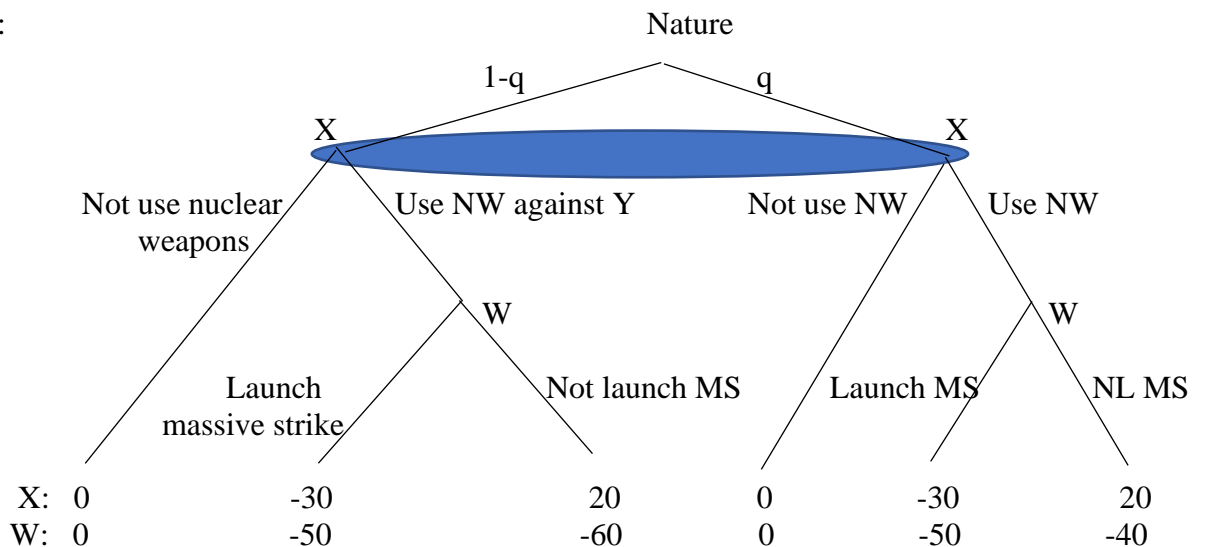 :
Nature
1-q q
X X
Not use nuclear weapons
Use NW against Y
Not use NW
Use NW
W W
Launch massive strike
Not launch MS
Launch MS
NL MS
X: 0 -30 20 0 -30 20
W: 0 -50 -60 0 -50 -40